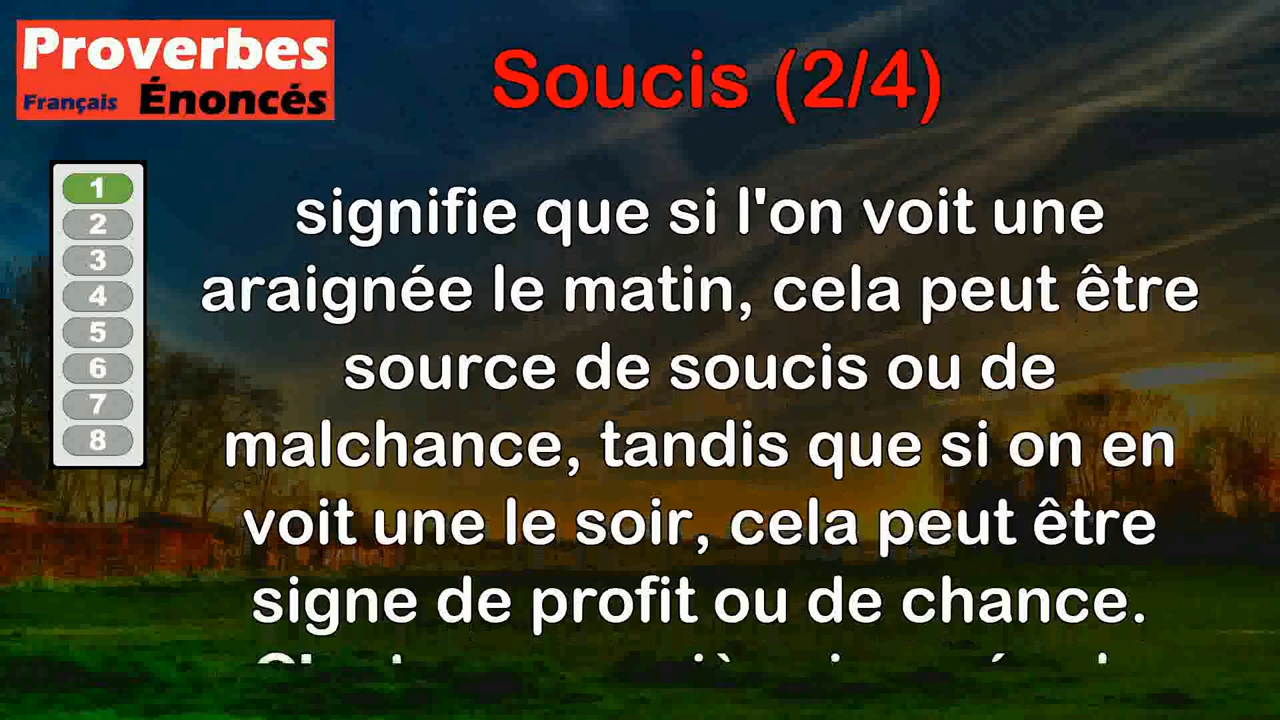 Proverbes
Français Énoncés
Soucis (2/4)
1
2
3
4
5
6
7
8
signifie que si l'on voit une
araignée le matin, cela peut être
source de soucis ou de
malchance, tandis que si on en
voit une le soir, cela peut être
signe de profit ou de chance.